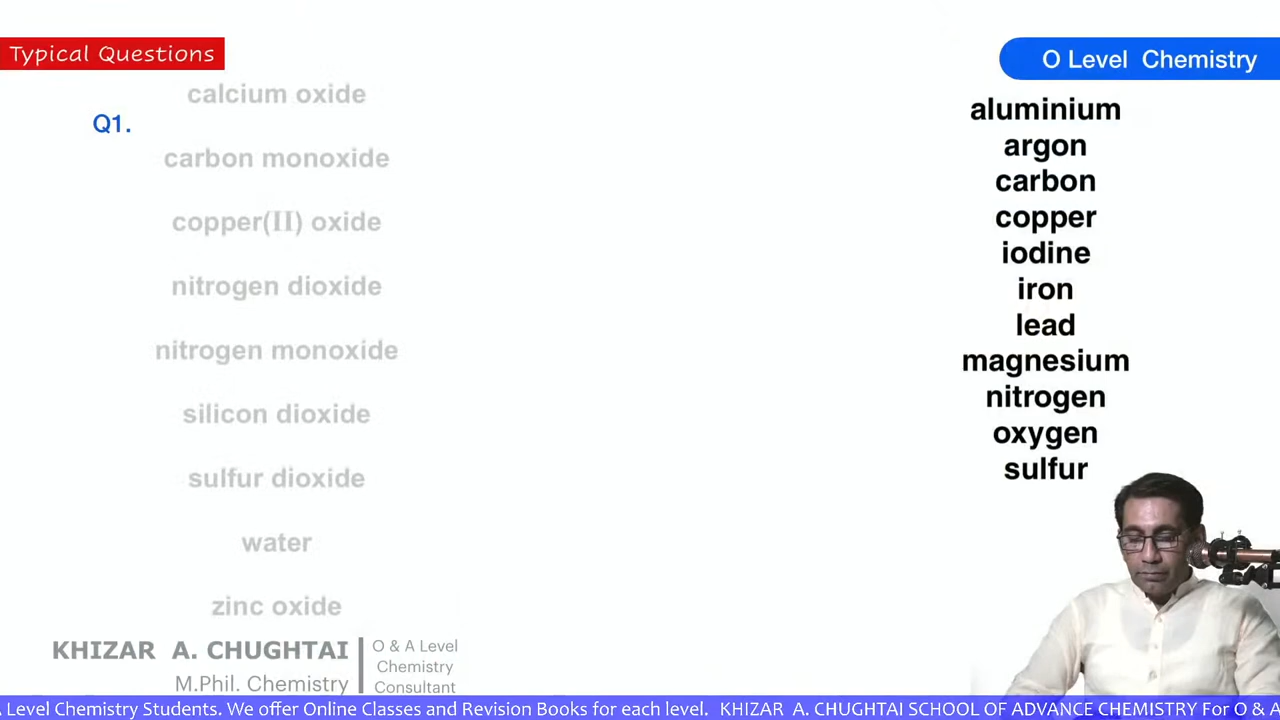 Typical Questions
O Level Chemistry
calcium oxide
Q1.
carbon monoxide
copper(II) oxide
nitrogen dioxide
nitrogen monoxide
silicon dioxide
sulfur dioxide
water
zinc oxide
aluminium
argon
carbon
copper
iodine
iron
lead
magnesium
nitrogen
oxygen
sulfur
KHIZAR A. CHUGHTAI
M.Phil. Chemistry
O & A Level
Chemistry
Consultant
. Level Chemistry Students. We offer Online Classes and Revision Books for each level. KHIZAR A. CHUGHTAI SCHOOL OF ADVANCE CHEMISTRY For O & A